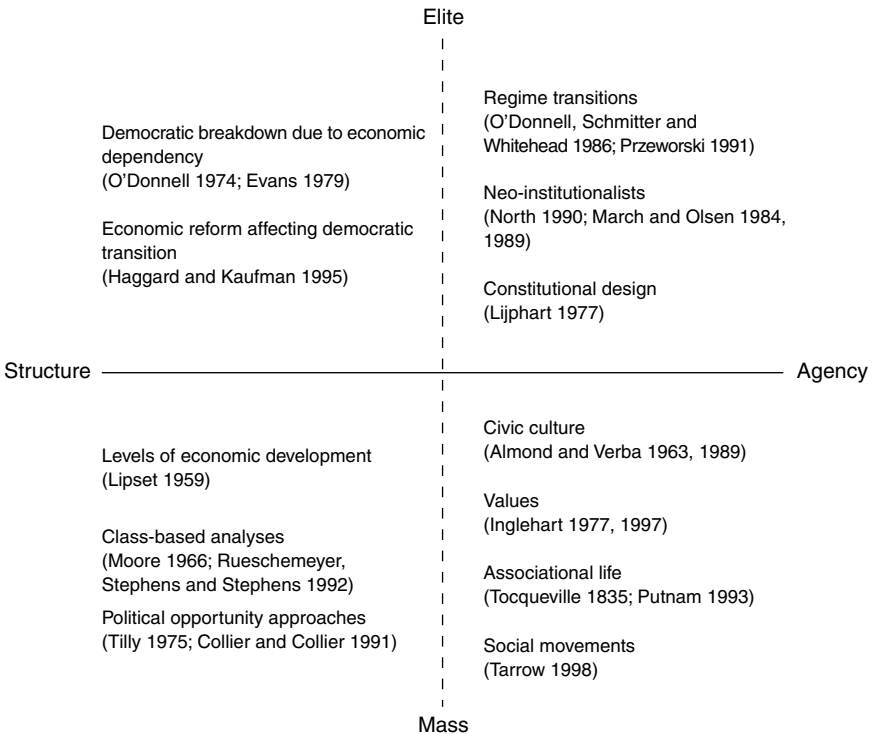 Elite
Democratic breakdown due to economic
dependency
(O'Donnell 1974; Evans 1979)
Economic reform affecting democratic
transition
(Haggard and Kaufman 1995)
Regime transitions
(O'Donnell, Schmitter and
Whitehead 1986; Przeworski 1991)
Neo-institutionalists
(North 1990; March and Olsen 1984,
1989)
Constitutional design
(Lijphart 1977)
Structure
Agency
Levels of economic development
(Lipset 1959)
Class-based analyses
(Moore 1966; Rueschemeyer,
Stephens and Stephens 1992)
Political opportunity approaches
(Tilly 1975; Collier and Collier 1991)
Civic culture
(Almond and Verba 1963, 1989)
Values
(Inglehart 1977, 1997)
Associational life
(Tocqueville 1835; Putnam 1993)
Social movements
(Tarrow 1998)
Mass